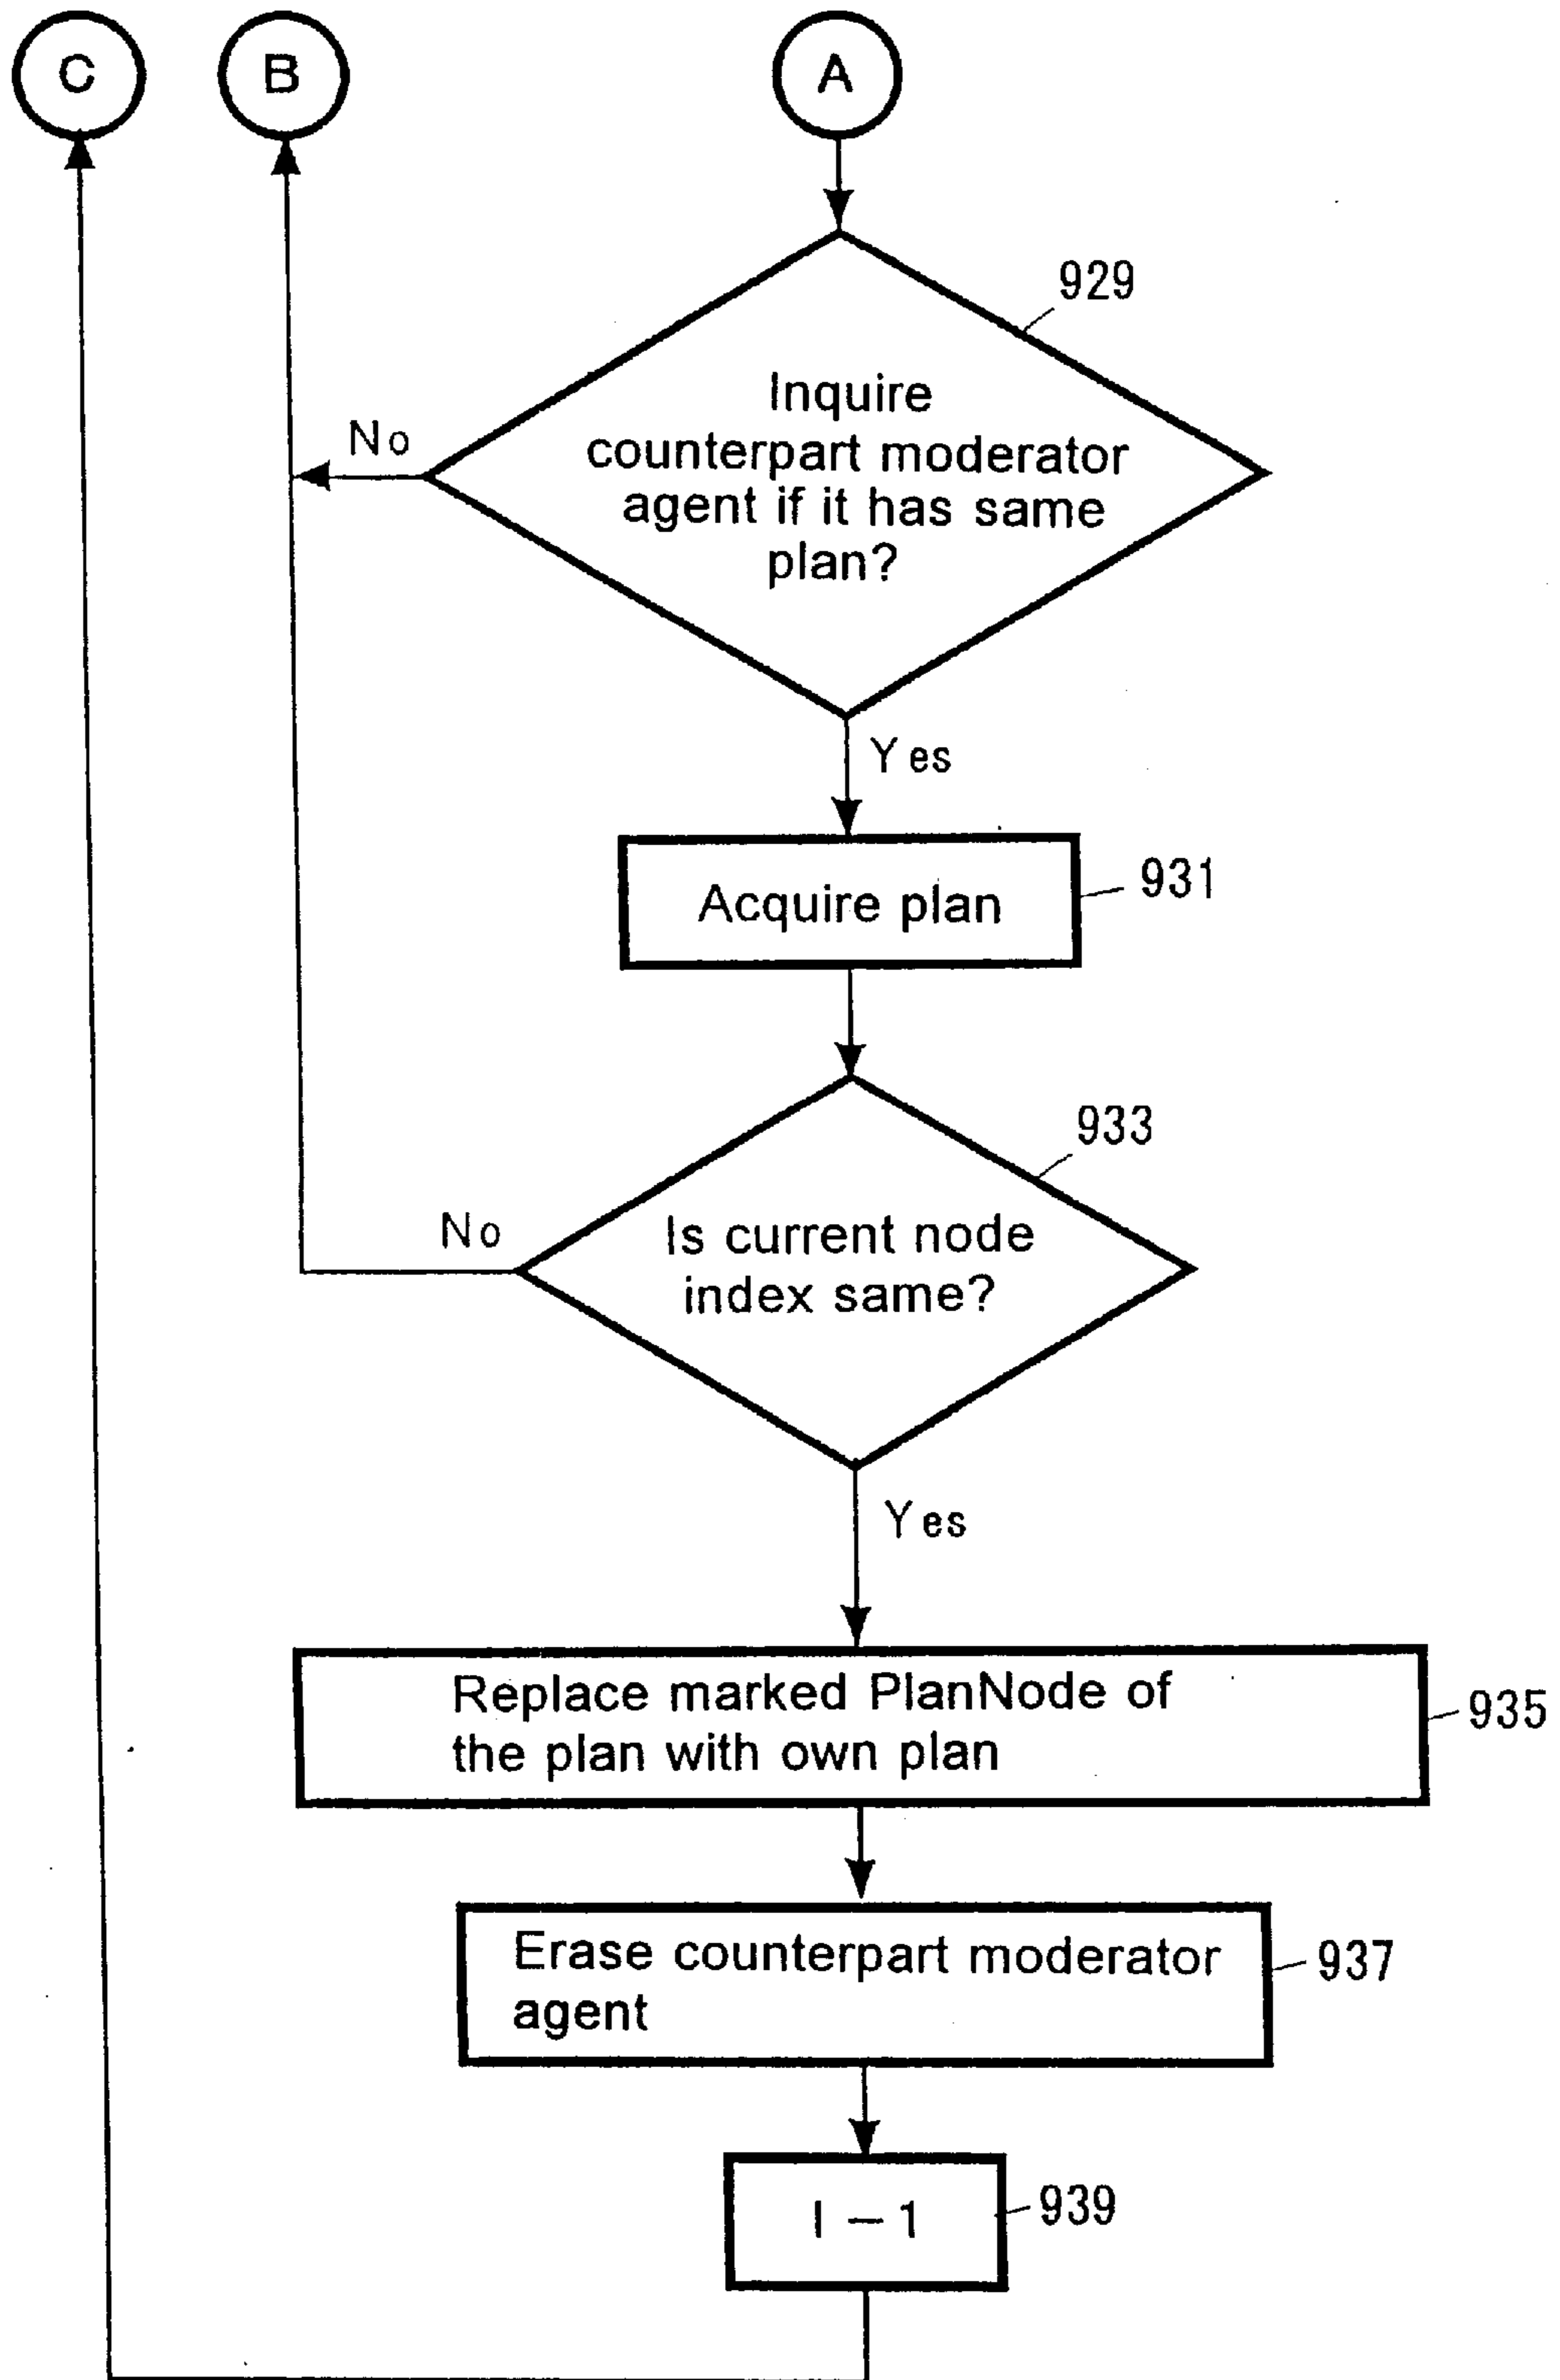 C
B
A
929
Inquire
counterpart moderator
agent if it has same
plan?
No
Yes
Acquire plan
931
933
Is current node
index same?
No
Yes
Replace marked PlanNode of
the plan with own plan
935
Erase counterpart moderator
agent
937
I – 1
939